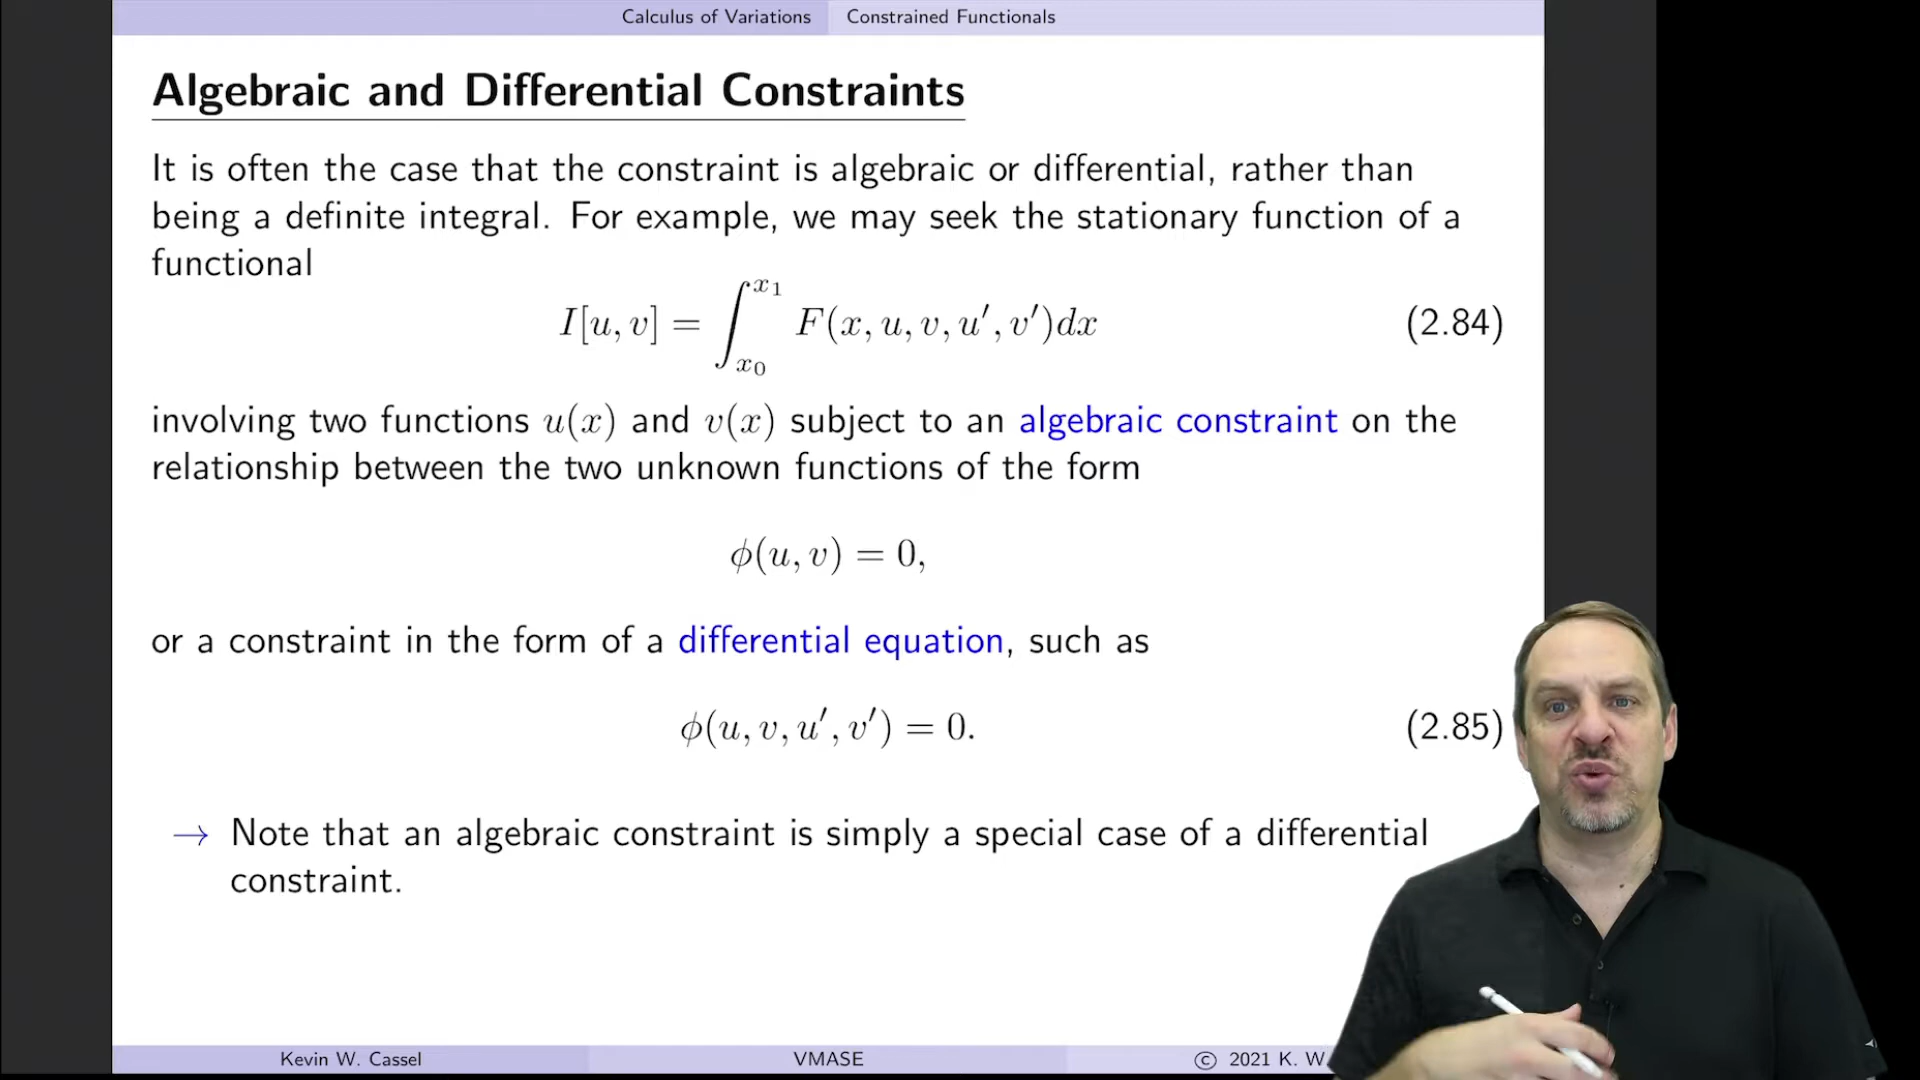 Calculus of Variations Constrained Functionals
Algebraic and Differential Constraints
It is often the case that the constraint is algebraic or differential, rather than
being a definite integral. For example, we may seek the stationary function of a
functional
I[u, v] = ∫_{x₀}^{x₁} F(x, u, v, u′, v′)dx (2.84)
involving two functions u(x) and v(x) subject to an algebraic constraint on the
relationship between the two unknown functions of the form
ϕ(u, v) = 0,
or a constraint in the form of a differential equation, such as
ϕ(u, v, u′, v′) = 0. (2.85)
→ Note that an algebraic constraint is simply a special case of a differential
constraint.
Kevin W. Cassel VMASE © 2021 K. W.